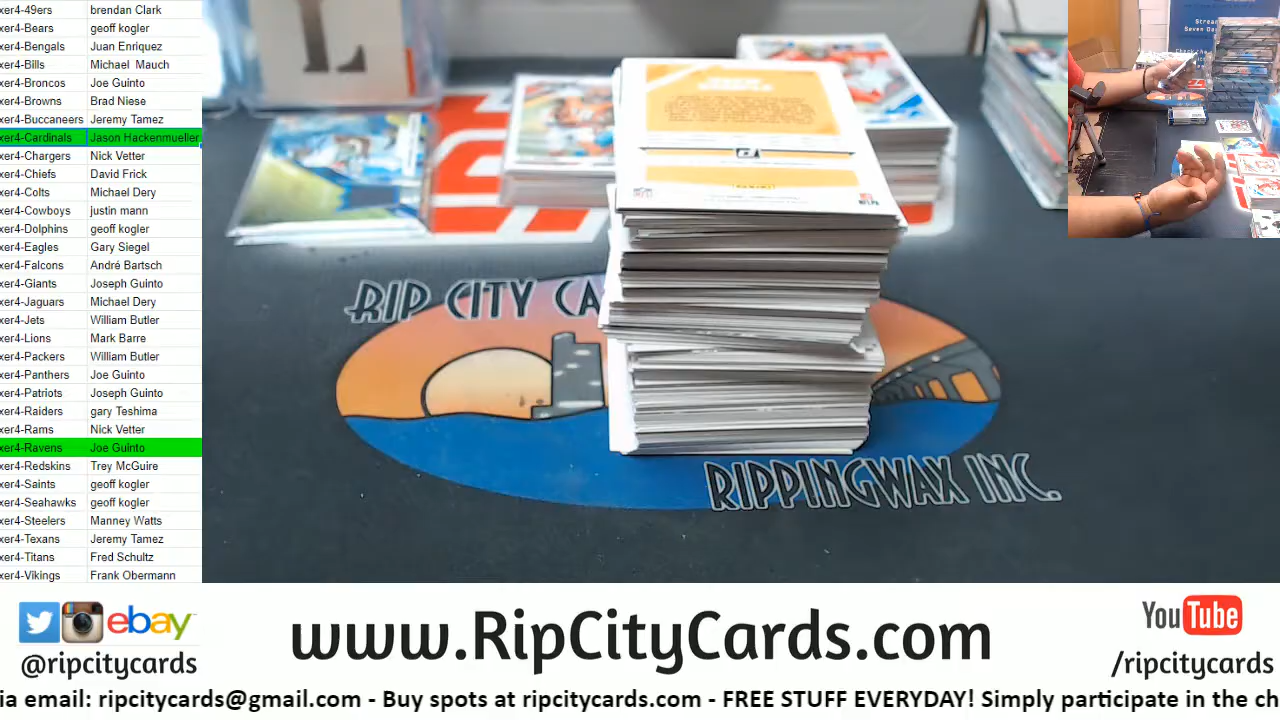 xer4-49ers brendan Clark
xer4-Bears geoff kogler
xer4-Bengals Juan Enriquez
xer4-Bills Michael Mauch
xer4-Broncos Joe Guinto
xer4-Browns Brad Niese
xer4-Buccaneers Jeremy Tamez
xer4-Cardinals Jason Hackenmueller
xer4-Chargers Nick Vetter
xer4-Chiefs David Frick
xer4-Colts Michael Dery
xer4-Cowboys justin mann
xer4-Dolphins geoff kogler
xer4-Eagles Gary Siegel
xer4-Falcons André Bartsch
xer4-Giants Joseph Guinto
xer4-Jaguars Michael Dery
xer4-Jets William Butler
xer4-Lions Mark Barre
xer4-Packers William Butler
xer4-Panthers Joe Guinto
xer4-Patriots Joseph Guinto
xer4-Raiders gary Teshima
xer4-Rams Nick Vetter
xer4-Ravens Joe Guinto
xer4-Redskins Trey McGuire
xer4-Saints geoff kogler
xer4-Seahawks geoff kogler
xer4-Steelers Manney Watts
xer4-Texans Jeremy Tamez
xer4-Titans Fred Schultz
xer4-Vikings Frank Obermann
RIP CITY CA
RIPPINGWAX INC.
ebay
@ripcitycards
www.RipCityCards.com
YouTube
/ripcitycards
ia email: ripcitycards@gmail.com - Buy spots at ripcitycards.com - FREE STUFF EVERYDAY! Simply participate in the ch